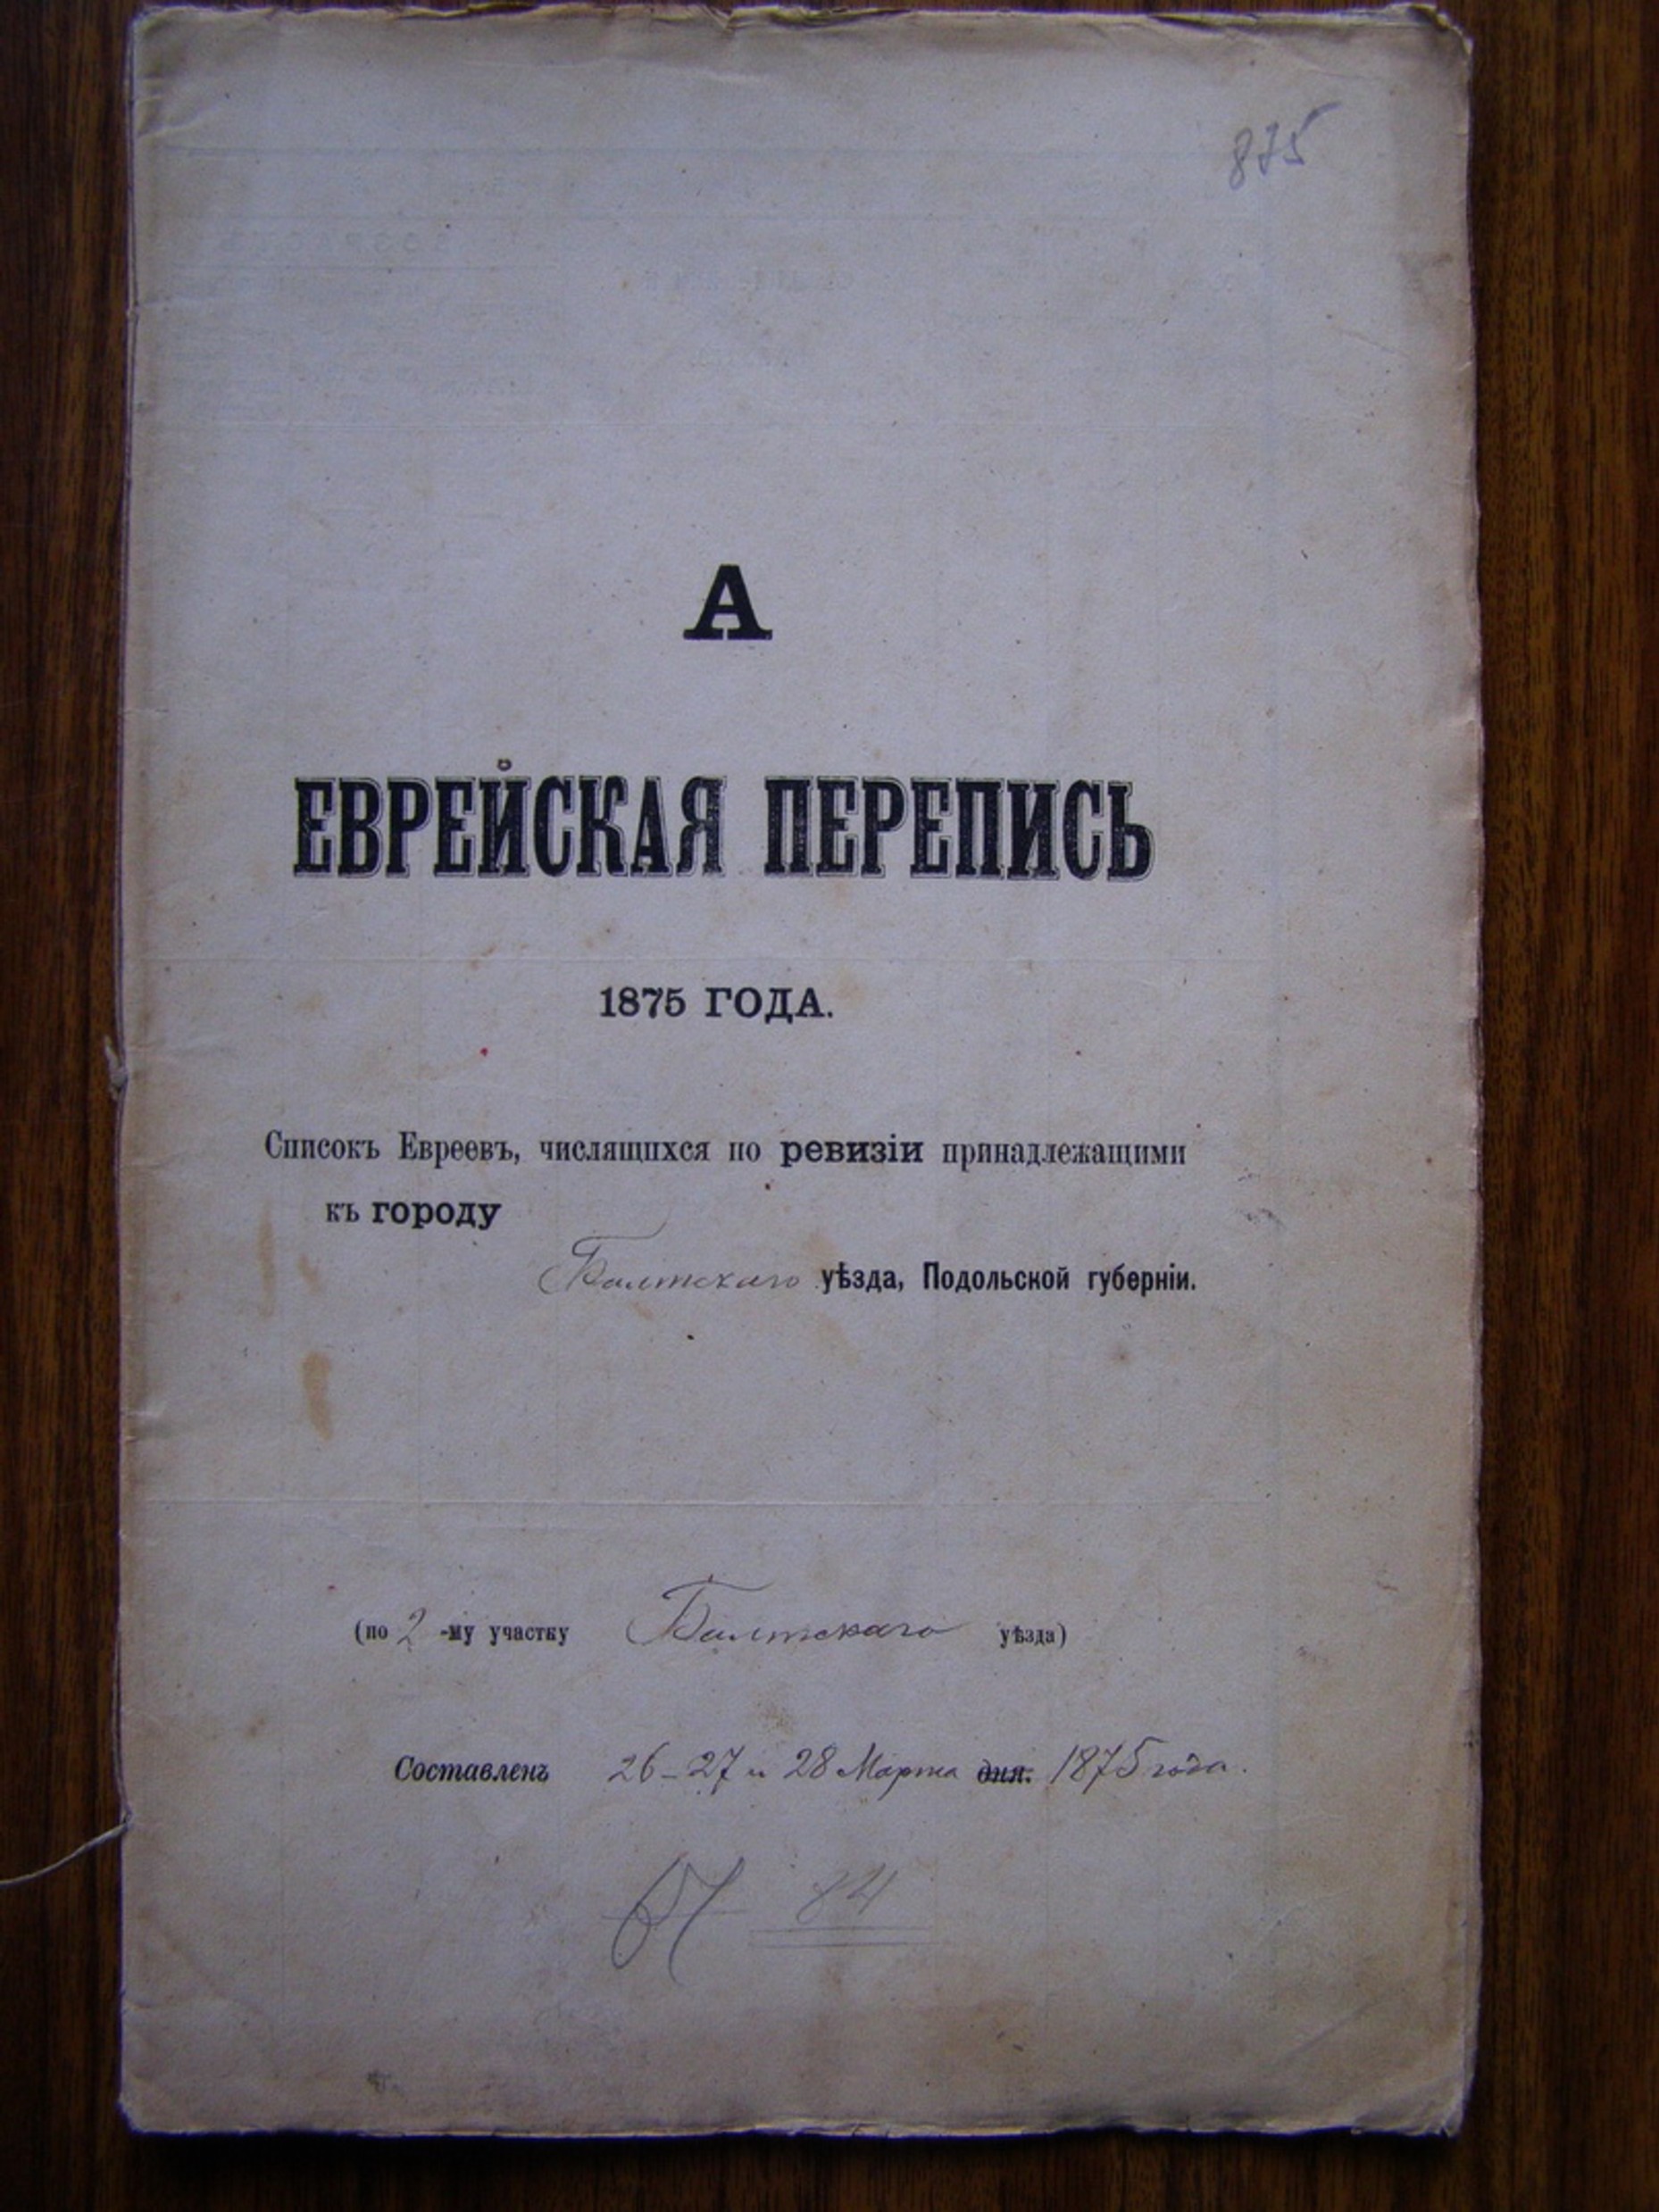 875
А
ЕВРЕЙСКАЯ ПЕРЕПИСЬ
1875 ГОДА.
Списокъ Евреевъ, числящихся по ревизіи принадлежащими
къ городу
Балтскаго уѣзда, Подольской губерніи.
(по 2 -му участку Балтскаго уѣзда)
Составленъ 26-27 и 28 Марта дня. 1875 года.
84